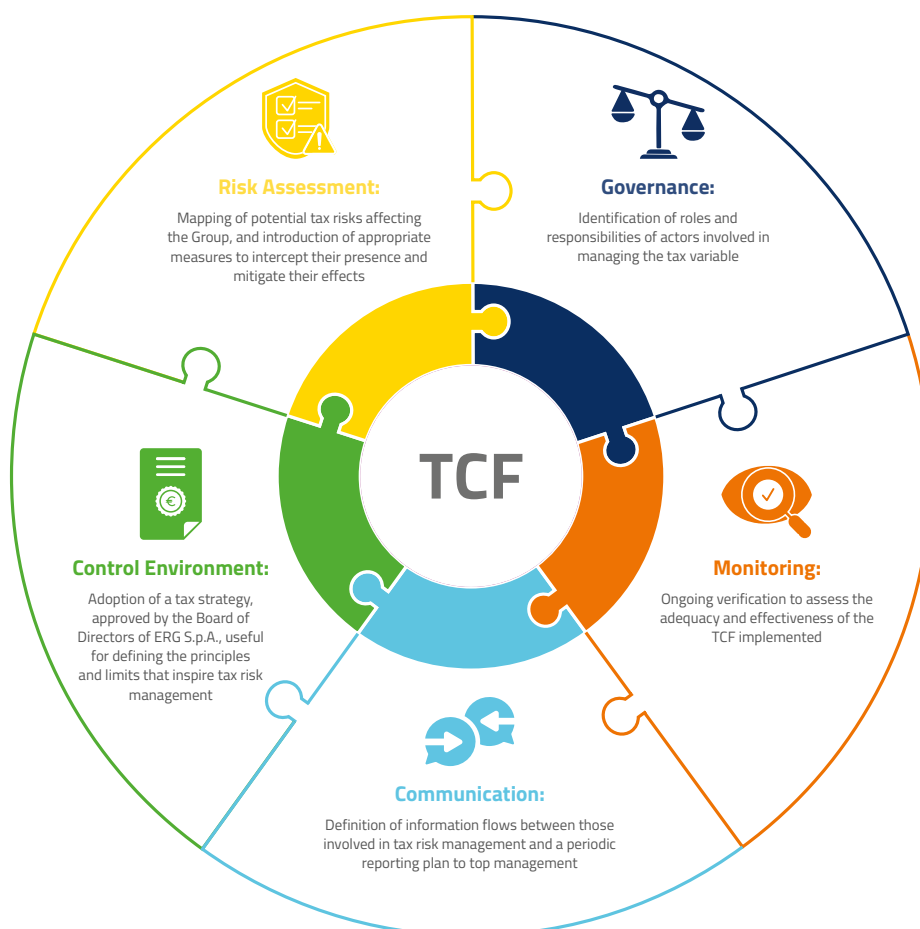 Risk Assessment:
Mapping of potential tax risks affecting
the Group, and introduction of appropriate
measures to intercept their presence and
mitigate their effects
Governance:
Identification of roles and
responsibilities of actors involved in
managing the tax variable
TCF
Control Environment:
Adoption of a tax strategy,
approved by the Board of
Directors of ERG S.p.A., useful
for defining the principles
and limits that inspire tax risk
management
Monitoring:
Ongoing verification to assess the
adequacy and effectiveness of the
TCF implemented
Communication:
Definition of information flows between those
involved in tax risk management and a periodic
reporting plan to top management